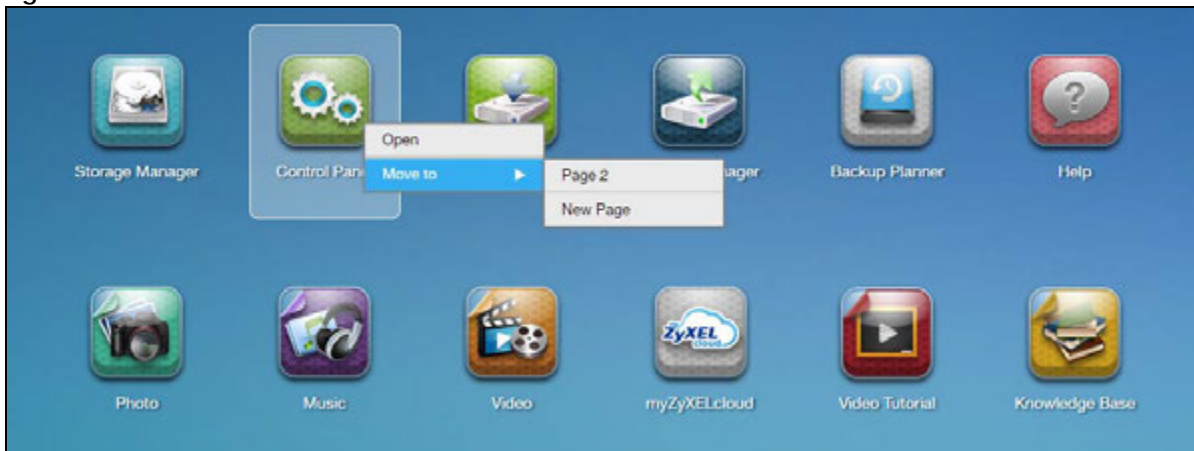 Storage Manager
Control Pan
ager
Backup Planner
Help
Open
Move to
Page 2
New Page
Photo
Music
Video
ZyXEL
cloud
myZyXELcloud
Video Tutorial
Knowledge Base